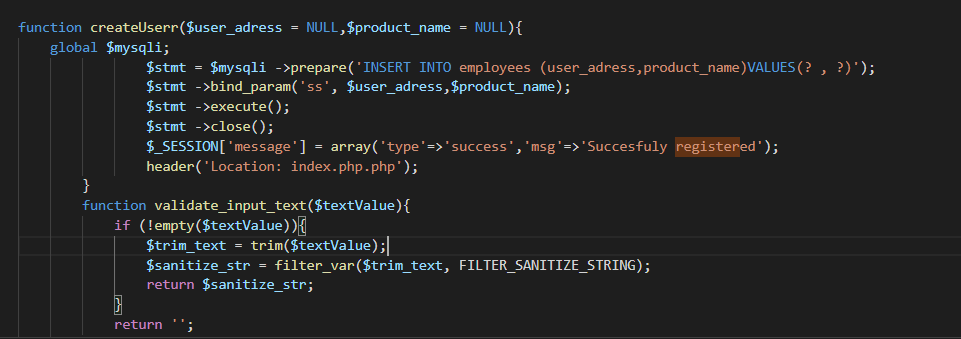 function createUserr($user_adress = NULL,$product_name = NULL){
global $mysqli;
$stmt = $mysqli ->prepare('INSERT INTO employees (user_adress,product_name)VALUES(? , ?)');
$stmt ->bind_param('ss', $user_adress,$product_name);
$stmt ->execute();
$stmt ->close();
$_SESSION['message'] = array('type'=>'success','msg'=>'Succesfuly registered');
header('Location: index.php.php');
}
function validate_input_text($textValue){
if (!empty($textValue)){
$trim_text = trim($textValue);
$sanitize_str = filter_var($trim_text, FILTER_SANITIZE_STRING);
return $sanitize_str;
}
return '';